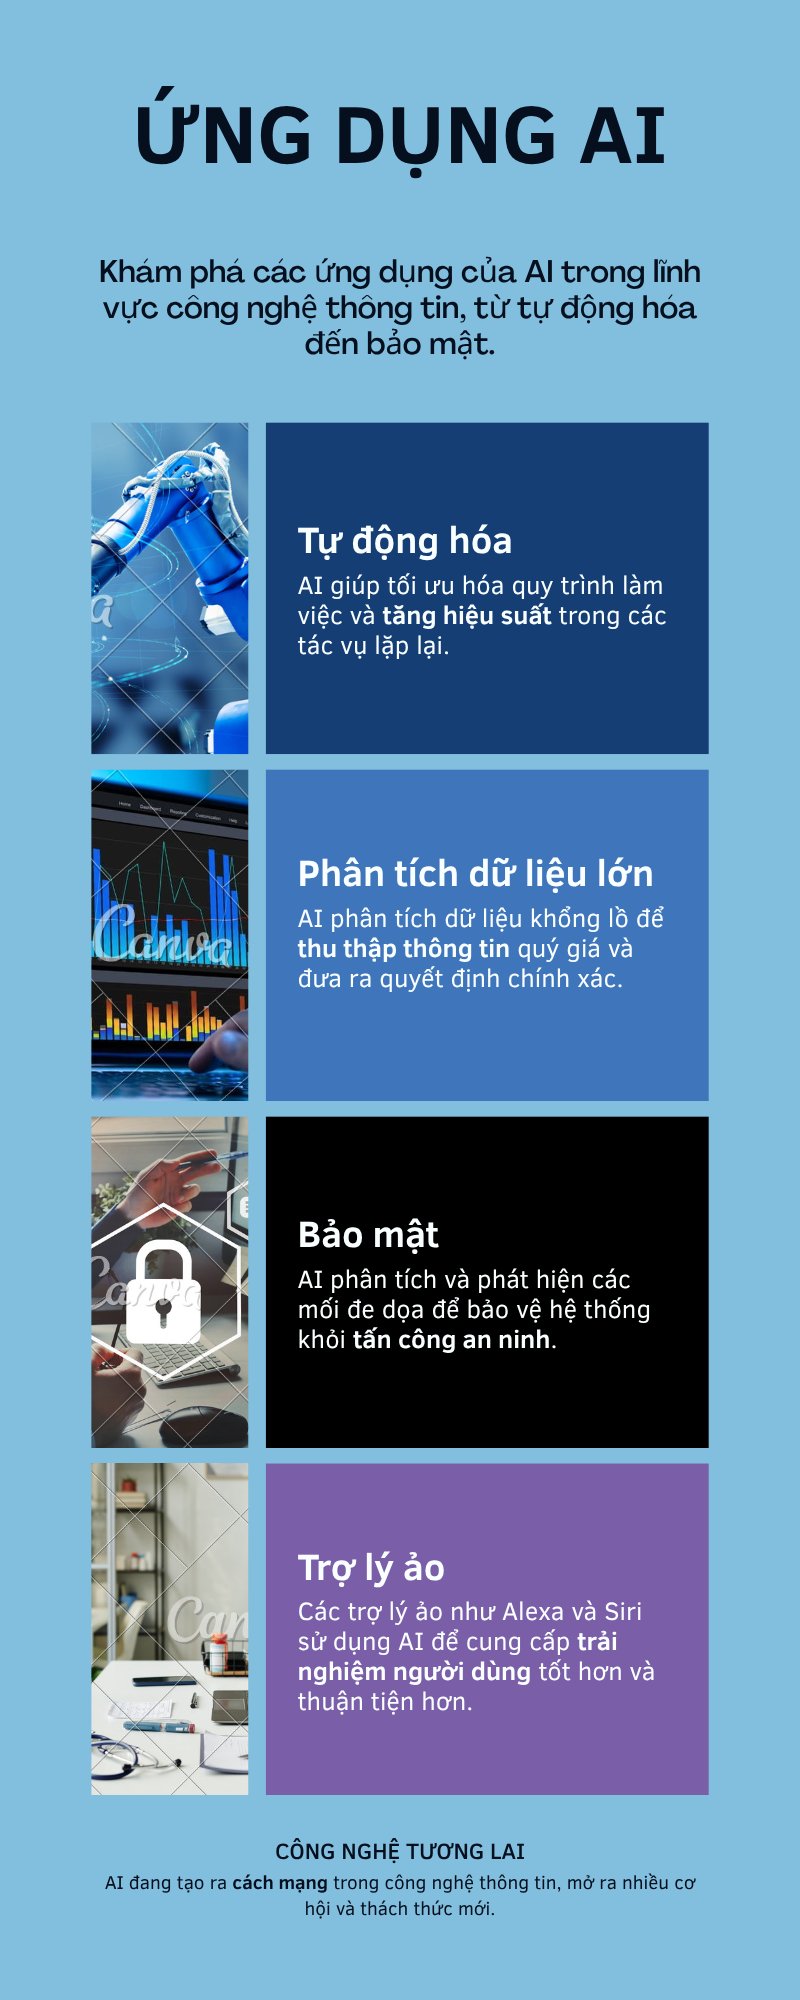 ỨNG DỤNG AI
Khám phá các ứng dụng của AI trong lĩnh
vực công nghệ thông tin, từ tự động hóa
đến bảo mật.
Tự động hóa
AI giúp tối ưu hóa quy trình làm
việc và tăng hiệu suất trong các
tác vụ lặp lại.
Home Dashboard Reporting Customization Help
Canva
Phân tích dữ liệu lớn
AI phân tích dữ liệu khổng lồ để
thu thập thông tin quý giá và
đưa ra quyết định chính xác.
Canva
Bảo mật
AI phân tích và phát hiện các
mối đe dọa để bảo vệ hệ thống
khỏi tấn công an ninh.
Can
Trợ lý ảo
Các trợ lý ảo như Alexa và Siri
sử dụng AI để cung cấp trải
nghiệm người dùng tốt hơn và
thuận tiện hơn.
CÔNG NGHỆ TƯƠNG LAI
AI đang tạo ra cách mạng trong công nghệ thông tin, mở ra nhiều cơ
hội và thách thức mới.